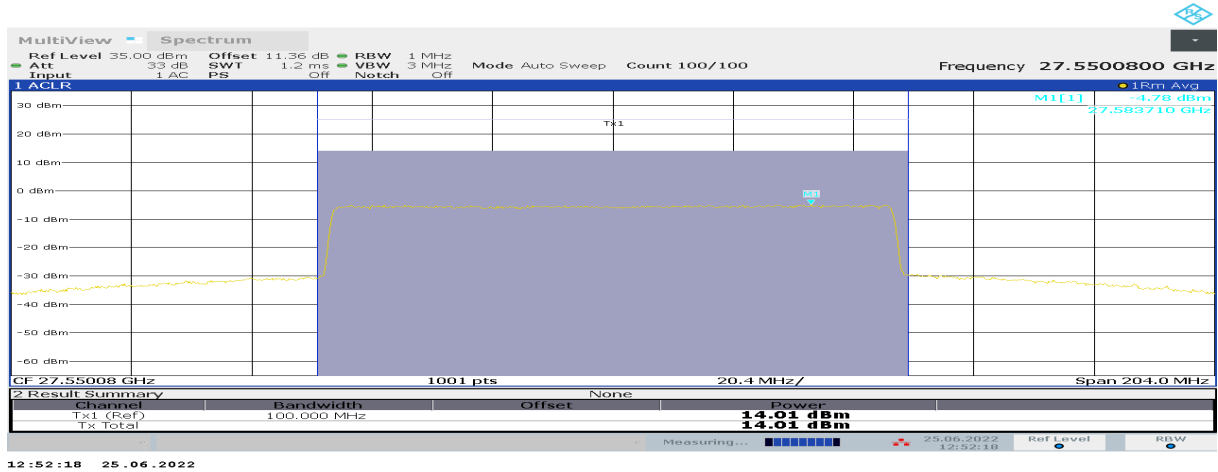 R&S
MultiView Spectrum
Ref Level 35.00 dBm Offset 11.36 dB RBW 1 MHz
Att 33 dB SWT 1.2 ms VBW 3 MHz Mode Auto Sweep Count 100/100 Frequency 27.5500800 GHz
Input 1 AC PS Off Notch Off
1 ACLR 1Rm Avg
M1[1] -4.78 dBm
27.583710 GHz
30 dBm
Tx1
20 dBm
10 dBm
0 dBm
M1
-10 dBm
-20 dBm
-30 dBm
-40 dBm
-50 dBm
-60 dBm
CF 27.55008 GHz 1001 pts 20.4 MHz/ Span 204.0 MHz
2 Result Summary None
Channel Bandwidth Offset Power
Tx1 (Ref) 100.000 MHz 14.01 dBm
Tx Total 14.01 dBm
Measuring... 25.06.2022 Ref Level RBW
12:52:18
12:52:18 25.06.2022